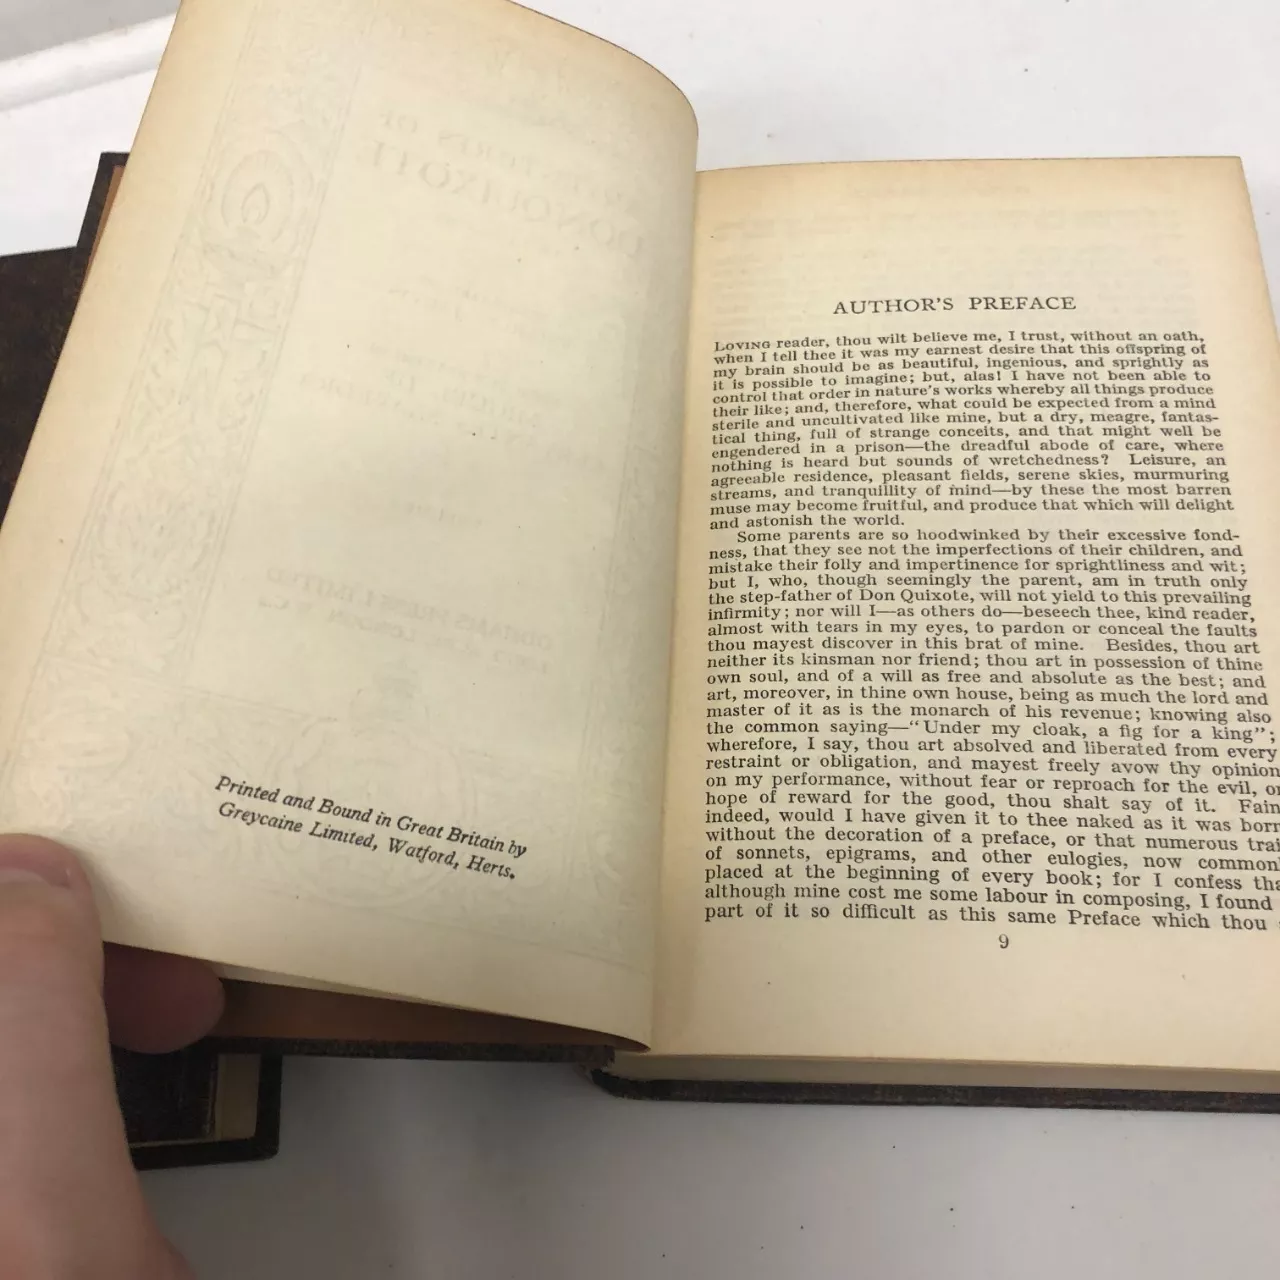 Printed and Bound in Great Britain by
Greycaine Limited, Watford, Herts.
AUTHOR'S PREFACE
LOVING reader, thou wilt believe me, I trust, without an oath,
when I tell thee it was my earnest desire that this offspring of
my brain should be as beautiful, ingenious, and sprightly as
it is possible to imagine; but, alas! I have not been able to
control that order in nature's works whereby all things produce
their like; and, therefore, what could be expected from a mind
sterile and uncultivated like mine, but a dry, meagre, fantas-
tical thing, full of strange conceits, and that might well be
engendered in a prison—the dreadful abode of care, where
nothing is heard but sounds of wretchedness? Leisure, an
agreeable residence, pleasant fields, serene skies, murmuring
streams, and tranquillity of mind—by these the most barren
muse may become fruitful, and produce that which will delight
and astonish the world.
Some parents are so hoodwinked by their excessive fond-
ness, that they see not the imperfections of their children, and
mistake their folly and impertinence for sprightliness and wit;
but I, who, though seemingly the parent, am in truth only
the step-father of Don Quixote, will not yield to this prevailing
infirmity; nor will I—as others do—beseech thee, kind reader,
almost with tears in my eyes, to pardon or conceal the faults
thou mayest discover in this brat of mine. Besides, thou art
neither its kinsman nor friend; thou art in possession of thine
own soul, and of a will as free and absolute as the best; and
art, moreover, in thine own house, being as much the lord and
master of it as is the monarch of his revenue; knowing also
the common saying—"Under my cloak, a fig for a king";
wherefore, I say, thou art absolved and liberated from every
restraint or obligation, and mayest freely avow thy opinion
on my performance, without fear or reproach for the evil, or
hope of reward for the good, thou shalt say of it. Fain
indeed, would I have given it to thee naked as it was born
without the decoration of a preface, or that numerous trai
of sonnets, epigrams, and other eulogies, now common
placed at the beginning of every book; for I confess tha
although mine cost me some labour in composing, I found
part of it so difficult as this same Preface which thou
9